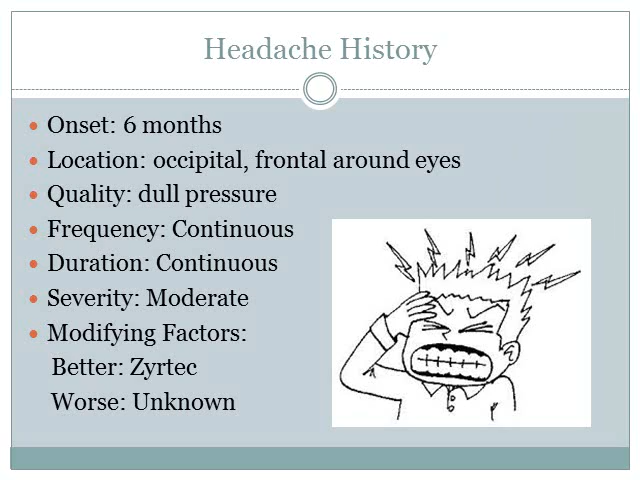 Headache History
Onset: 6 months
Location: occipital, frontal around eyes
Quality: dull pressure
Frequency: Continuous
Duration: Continuous
Severity: Moderate
Modifying Factors:
Better: Zyrtec
Worse: Unknown